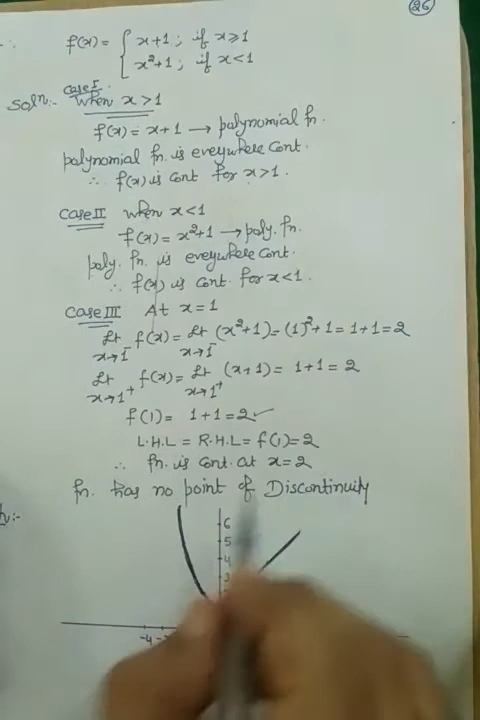 26
∴ f(x) = { x+1 ; if x ≥ 1
x²+1 ; if x < 1
Soln:- Case I When x > 1
f(x) = x+1 → polynomial fn.
polynomial fn. is eveywhere cont.
∴ f(x) is cont for x > 1.
Case II when x < 1
f(x) = x²+1 → poly. fn.
poly. fn. is eveywhere cont.
∴ f(x) is cont. for x < 1.
Case III At x = 1
Lt x→1⁻ f(x) = Lt x→1⁻ (x²+1) = (1)²+1 = 1+1 = 2
Lt x→1⁺ f(x) = Lt x→1⁺ (x+1) = 1+1 = 2
f(1) = 1+1 = 2 ✓
L.H.L = R.H.L = f(1) = 2
∴ fn. is cont. at x = 2
fn. has no point of Discontinuity
6
5
4
3
-4